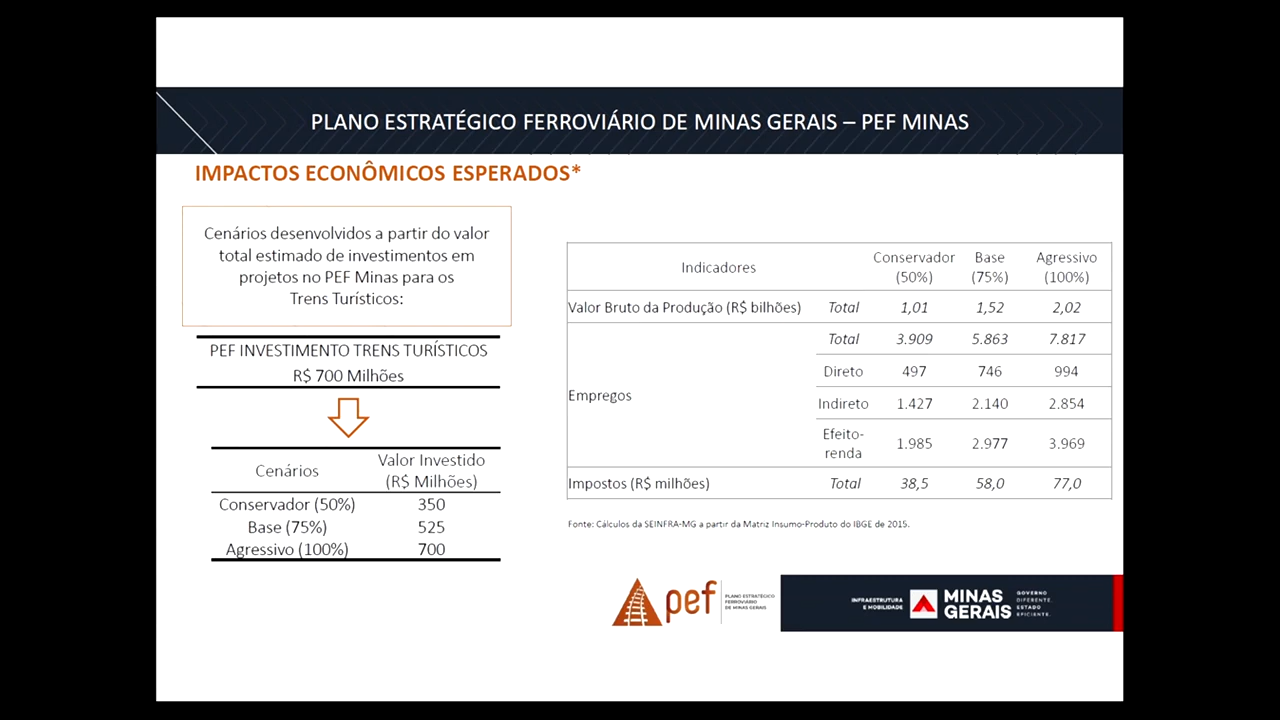 PLANO ESTRATÉGICO FERROVIÁRIO DE MINAS GERAIS – PEF MINAS
IMPACTOS ECONÔMICOS ESPERADOS*
Cenários desenvolvidos a partir do valor
total estimado de investimentos em
projetos no PEF Minas para os
Trens Turísticos:
PEF INVESTIMENTO TRENS TURÍSTICOS
R$ 700 Milhões
Cenários Valor Investido
(R$ Milhões)
Conservador (50%) 350
Base (75%) 525
Agressivo (100%) 700
Indicadores Conservador Base Agressivo
(50%) (75%) (100%)
Valor Bruto da Produção (R$ bilhões) Total 1,01 1,52 2,02
Empregos
Total 3.909 5.863 7.817
Direto 497 746 994
Indireto 1.427 2.140 2.854
Efeito-
renda 1.985 2.977 3.969
Impostos (R$ milhões) Total 38,5 58,0 77,0
Fonte: Cálculos da SEINFRA-MG a partir da Matriz Insumo-Produto do IBGE de 2015.
pef
PLANO ESTRATÉGICO
FERROVIÁRIO
DE MINAS GERAIS
INFRAESTRUTURA
E MOBILIDADE
MINAS
GERAIS
GOVERNO
DIFERENTE.
ESTADO
EFICIENTE.